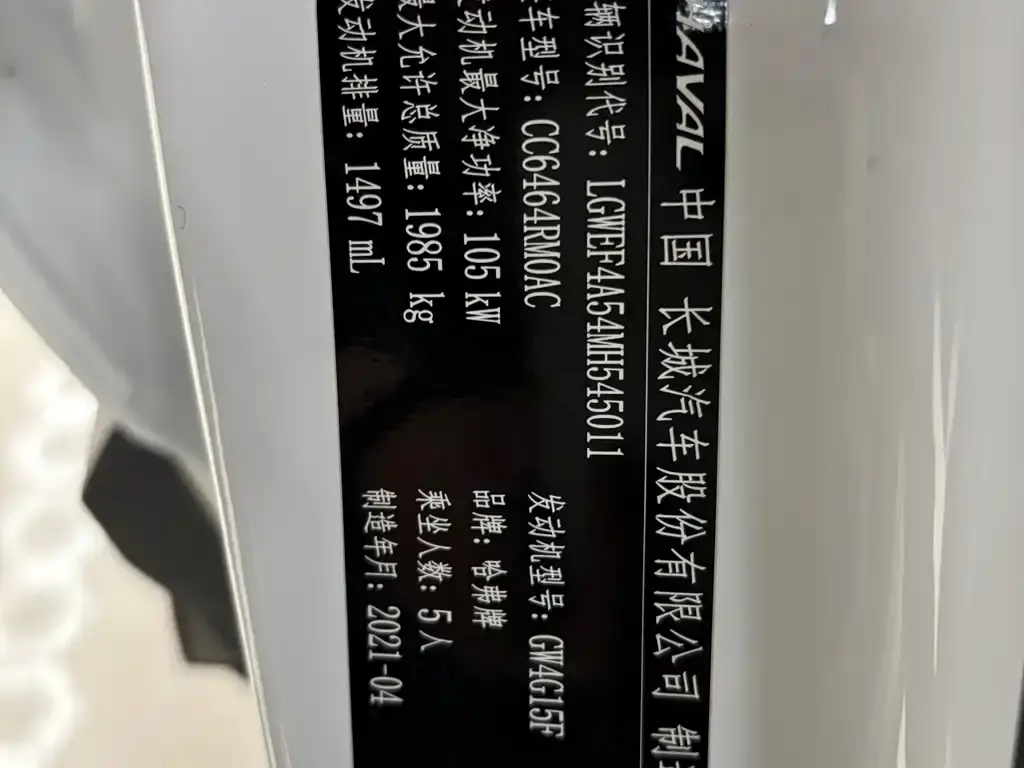 HAVAL 中国 长城汽车股份有限公司 制
辆识别代号: LGWEF4A54MH545011
车型号: CC6464RM0AC 发动机型号: GW4G15F
动机最大净功率: 105 kW 品牌: 哈弗牌
最大允许总质量: 1985 kg 乘坐人数: 5 人
发动机排量: 1497 mL 制造年月: 2021-04